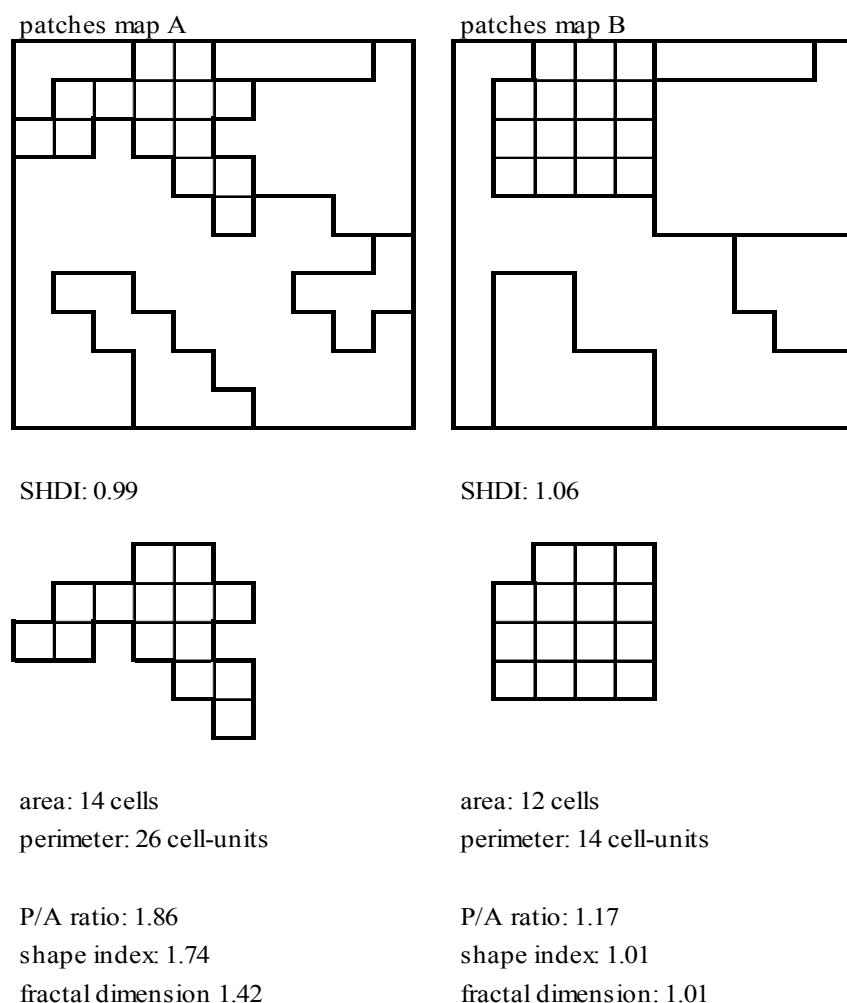 patches map A
patches map B
SHDI: 0.99
SHDI: 1.06
area: 14 cells
perimeter: 26 cell-units
area: 12 cells
perimeter: 14 cell-units
P/A ratio: 1.86
shape index: 1.74
fractal dimension 1.42
P/A ratio: 1.17
shape index: 1.01
fractal dimension: 1.01